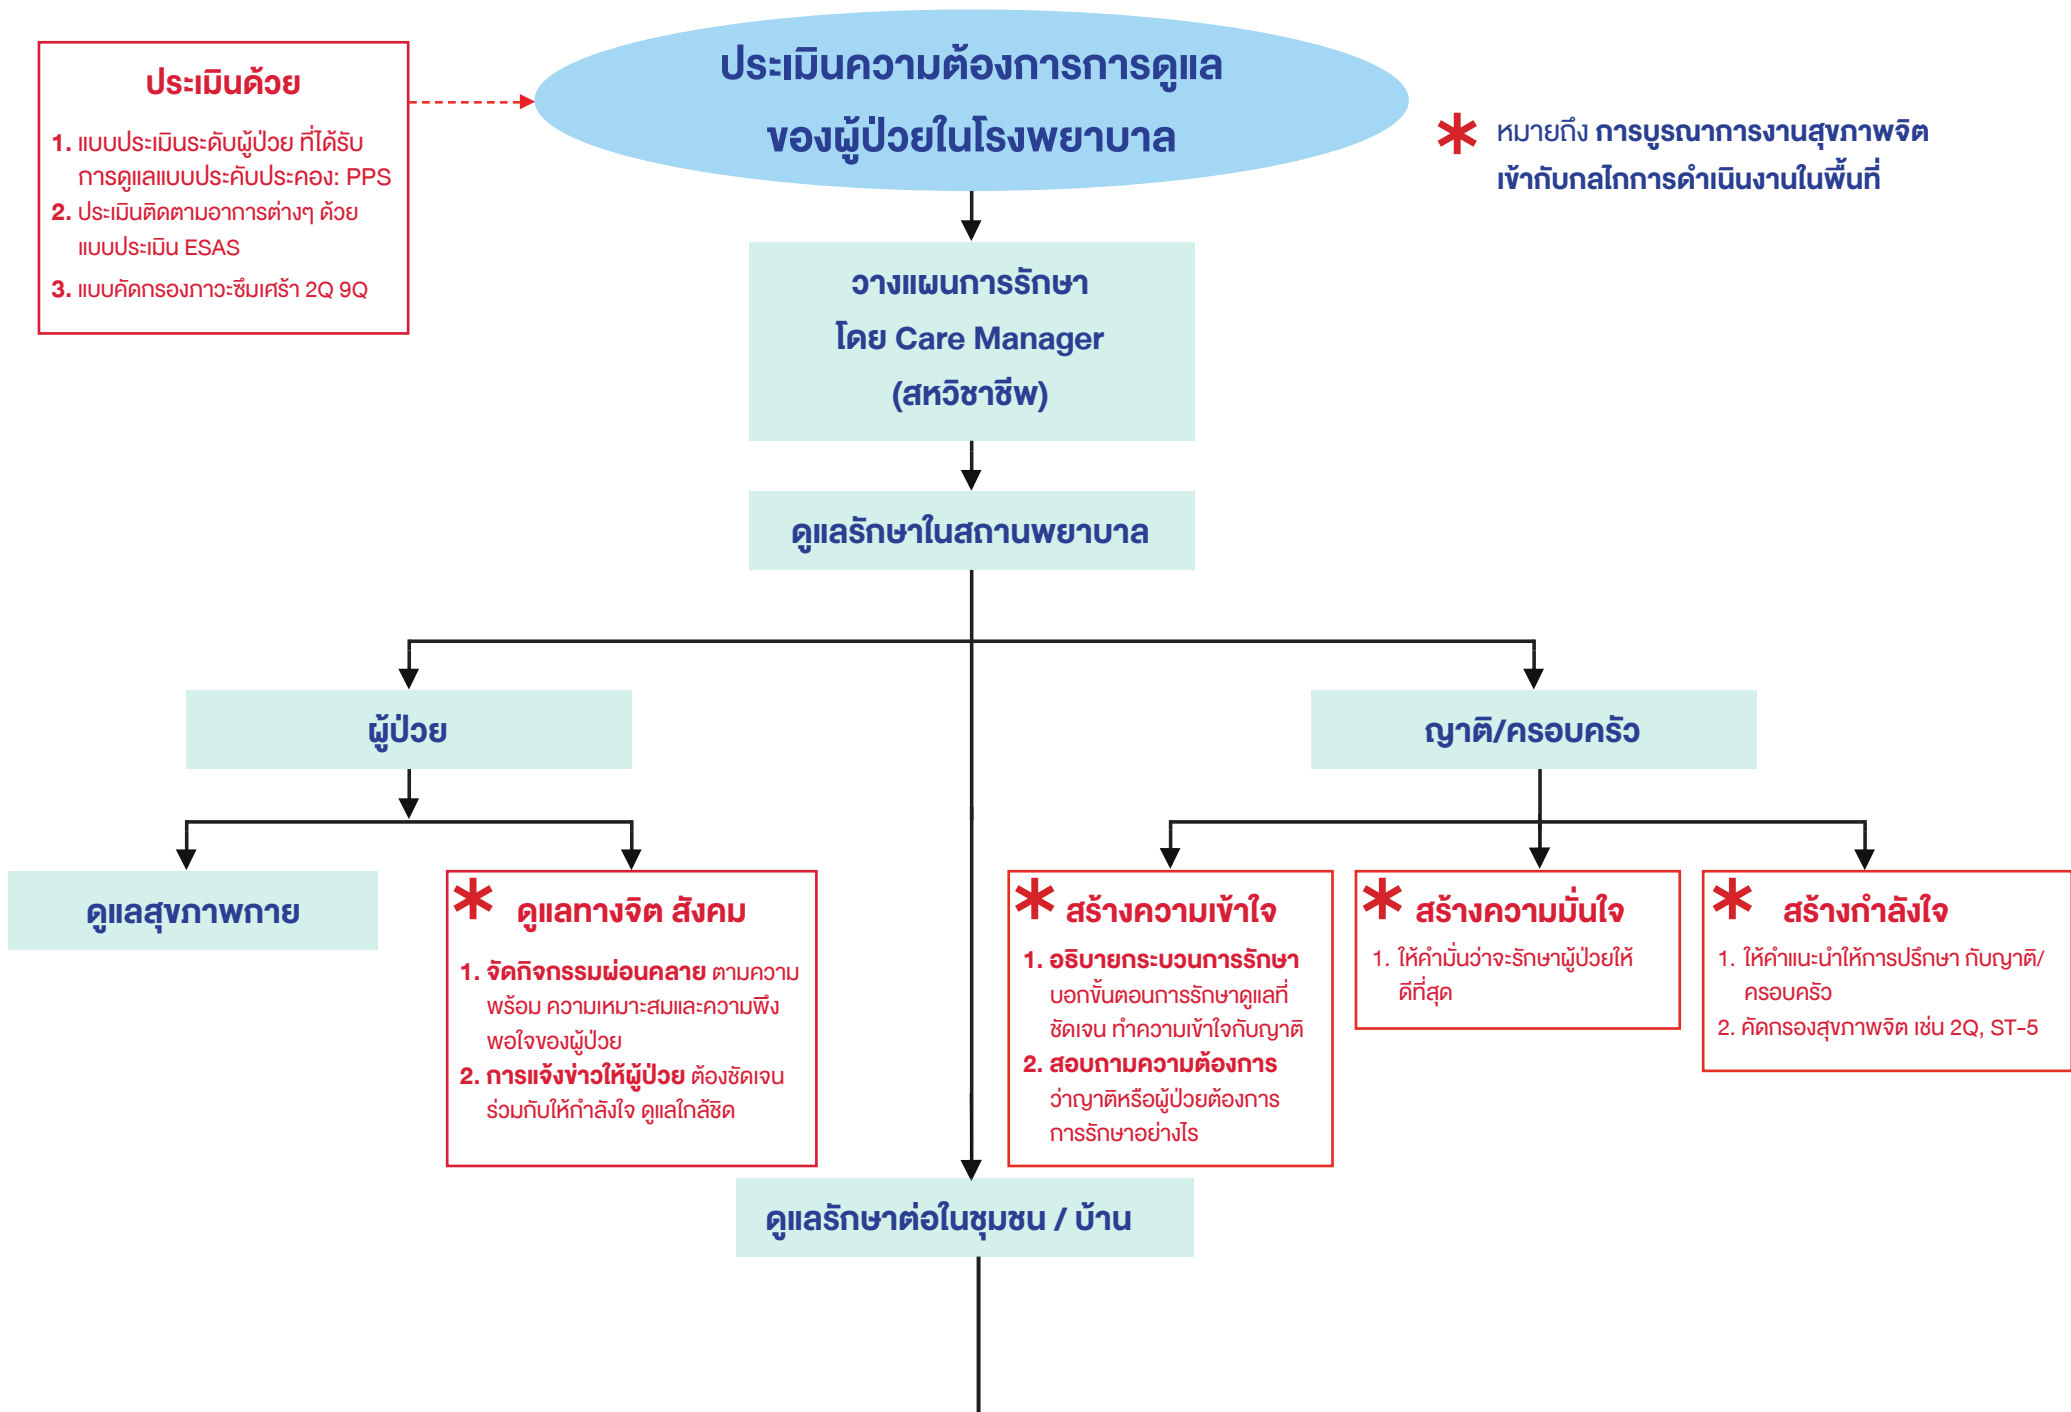 ประเมินด้วย
1. แบบประเมินระดับผู้ป่วย ที่ได้รับ
การดูแลแบบประคับประคอง: PPS
2. ประเมินติดตามอาการต่างๆ ด้วย
แบบประเมิน ESAS
3. แบบคัดกรองภาวะซึมเศร้า 2Q 9Q
ประเมินความต้องการการดูแล
ของผู้ป่วยในโรงพยาบาล
* หมายถึง การบูรณาการงานสุขภาพจิต
เข้ากับกลไกการดำเนินงานในพื้นที่
วางแผนการรักษา
โดย Care Manager
(สหวิชาชีพ)
ดูแลรักษาในสถานพยาบาล
ผู้ป่วย
ญาติ/ครอบครัว
ดูแลสุขภาพกาย
* ดูแลทางจิต สังคม
1. จัดกิจกรรมผ่อนคลาย ตามความ
พร้อม ความเหมาะสมและความพึง
พอใจของผู้ป่วย
2. การแจ้งข่าวให้ผู้ป่วย ต้องชัดเจน
ร่วมกับให้กำลังใจ ดูแลใกล้ชิด
* สร้างความเข้าใจ
1. อธิบายกระบวนการรักษา
บอกขั้นตอนการรักษาดูแลที่
ชัดเจน ทำความเข้าใจกับญาติ
2. สอบถามความต้องการ
ว่าญาติหรือผู้ป่วยต้องการ
การรักษาอย่างไร
* สร้างความมั่นใจ
1. ให้คำมั่นว่าจะรักษาผู้ป่วยให้
ดีที่สุด
* สร้างกำลังใจ
1. ให้คำแนะนำให้การปรึกษา กับญาติ/
ครอบครัว
2. คัดกรองสุขภาพจิต เช่น 2Q, ST-5
ดูแลรักษาต่อในชุมชน / บ้าน